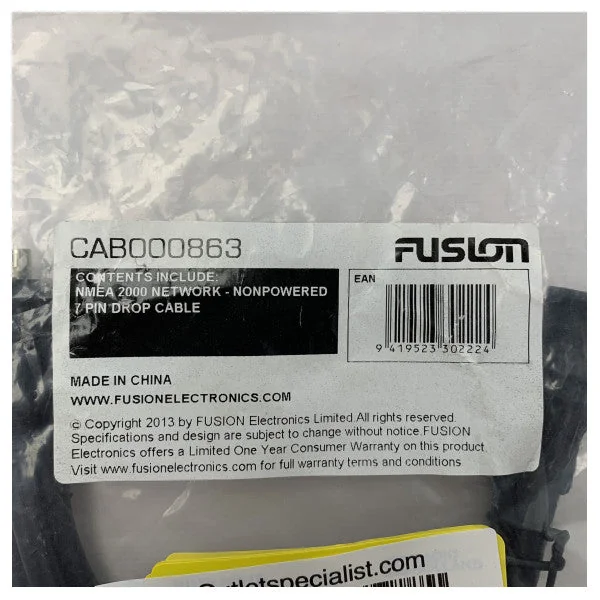 CAB000863
FUSION
CONTENTS INCLUDE:
NMEA 2000 NETWORK - NONPOWERED
7 PIN DROP CABLE
EAN
9 419523 302224
MADE IN CHINA
WWW.FUSIONELECTRONICS.COM
© Copyright 2013 by FUSION Electronics Limited.All rights reserved.
Specifications and design are subject to change without notice.FUSION
Electronics offers a Limited One Year Consumer Warranty on this product.
Visit www.fusionelectronics.com for full warranty terms and conditions
Outletspecialist.com